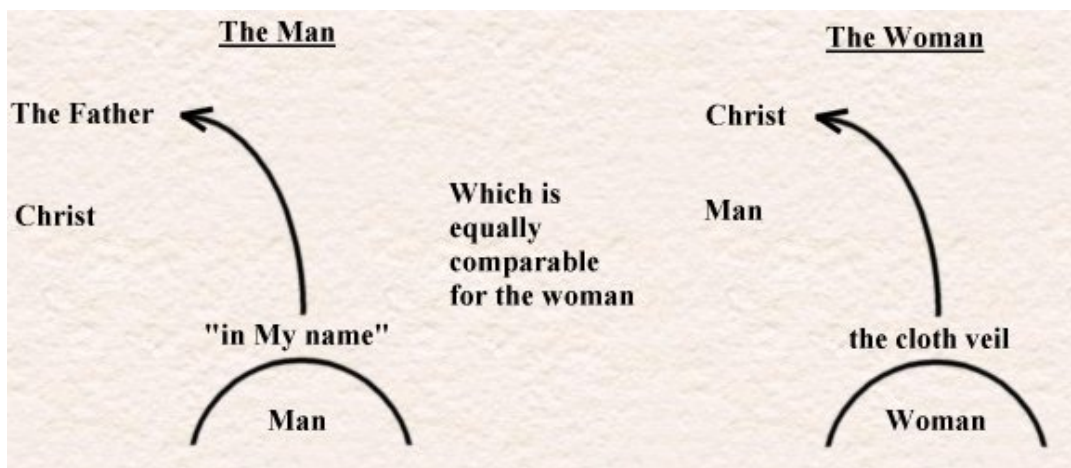 The Man
The Father
Christ
"in My name"
Man
Which is
equally
comparable
for the woman
The Woman
Christ
Man
the cloth veil
Woman